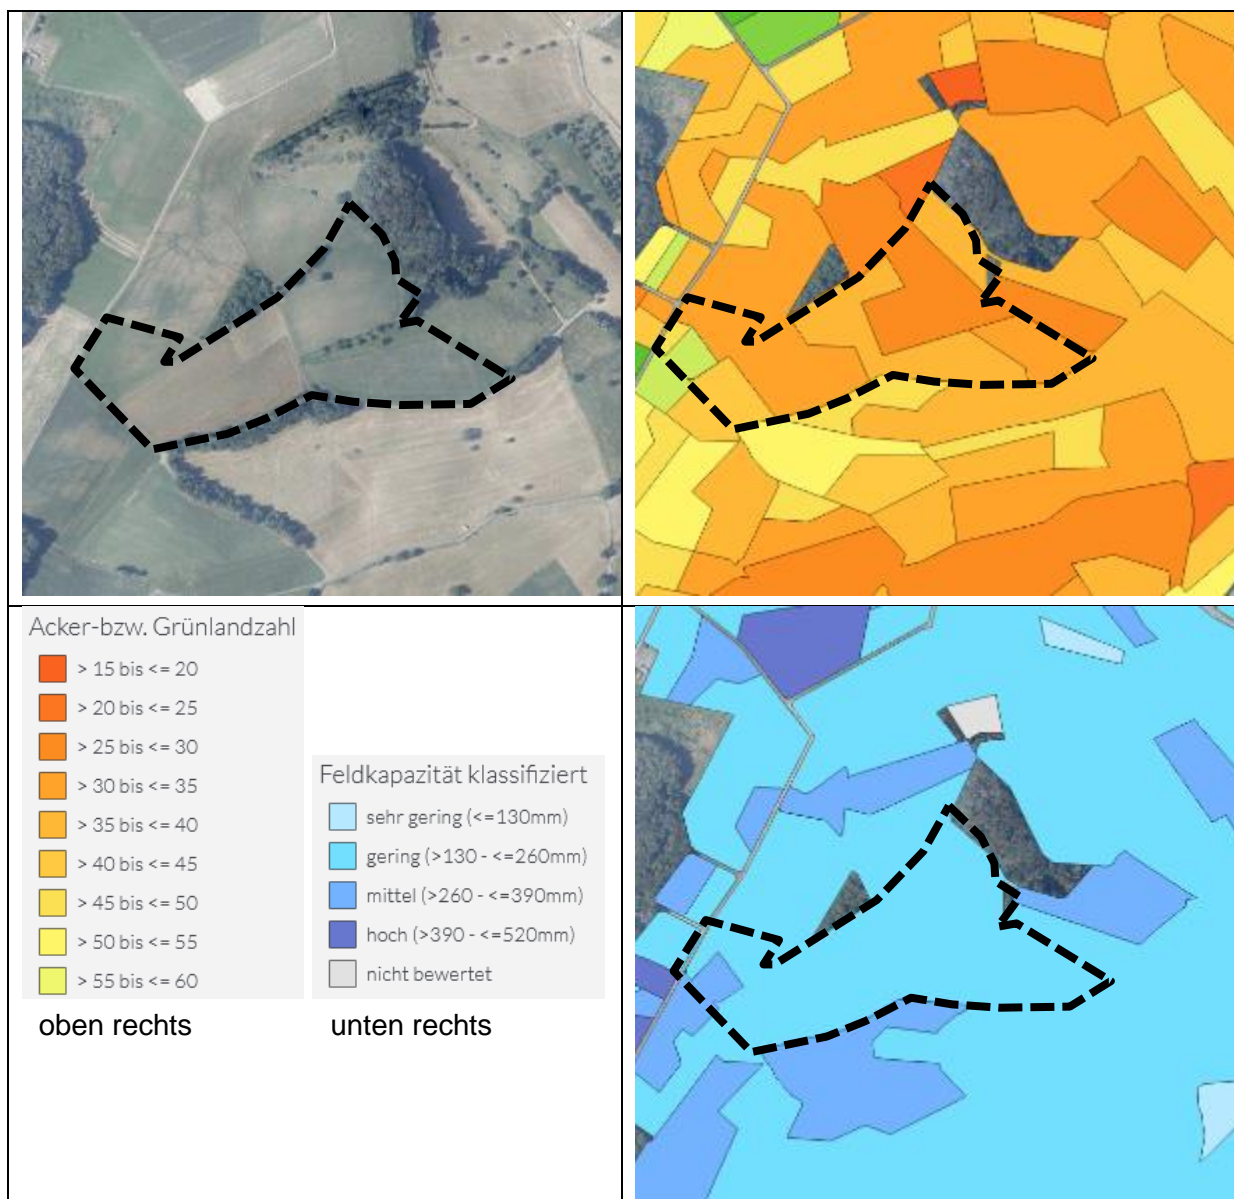 Acker-bzw. Grünlandzahl
> 15 bis <= 20
> 20 bis <= 25
> 25 bis <= 30
> 30 bis <= 35
> 35 bis <= 40
> 40 bis <= 45
> 45 bis <= 50
> 50 bis <= 55
> 55 bis <= 60
oben rechts
Feldkapazität klassifiziert
sehr gering (<=130mm)
gering (>130 - <=260mm)
mittel (>260 - <=390mm)
hoch (>390 - <=520mm)
nicht bewertet
unten rechts